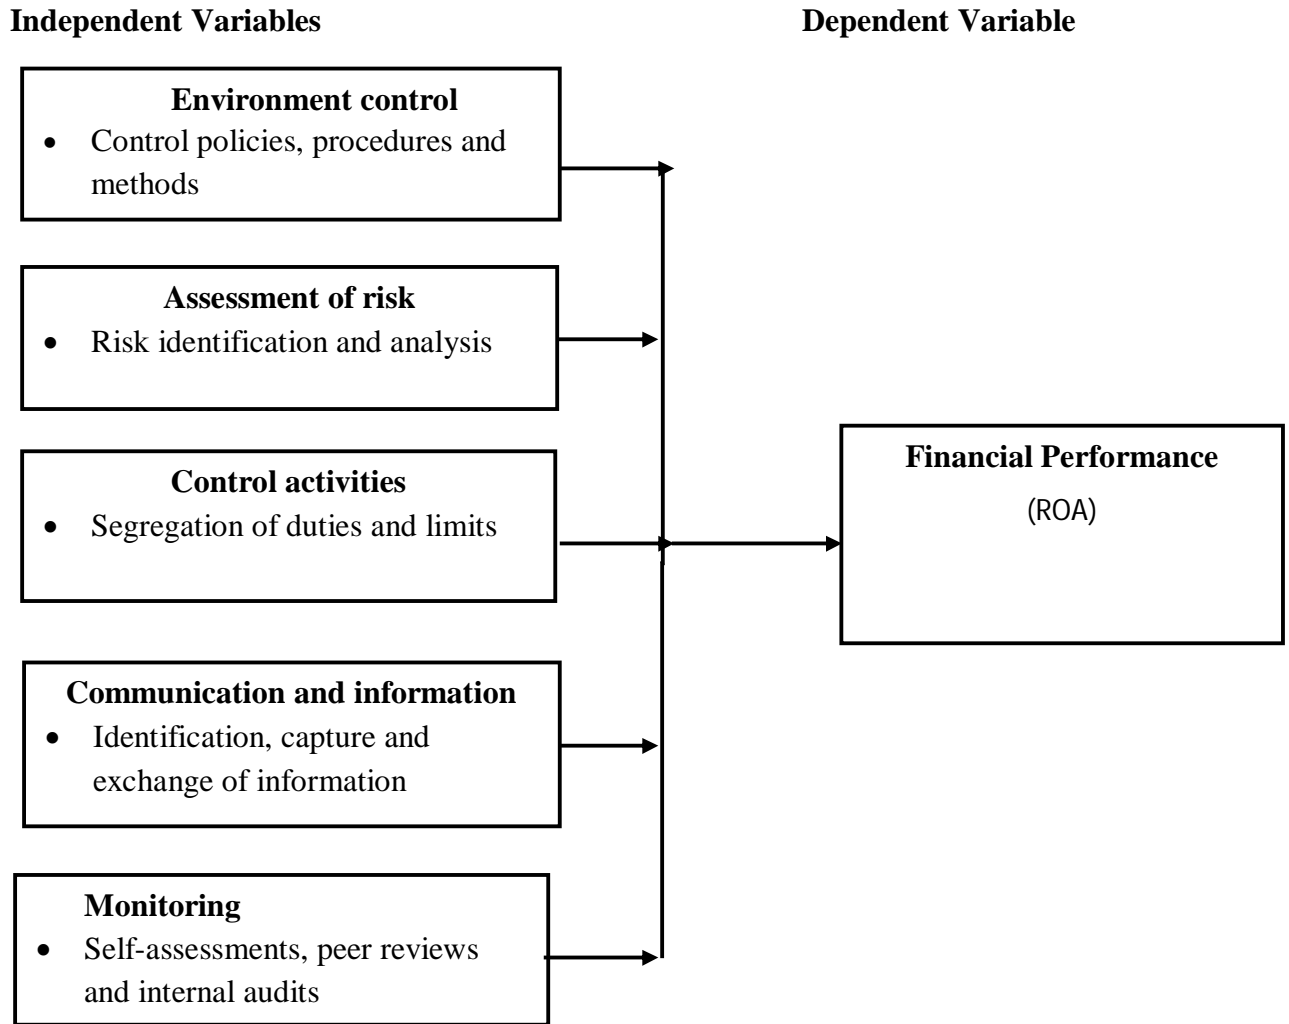 Independent Variables
Dependent Variable
Environment control
• Control policies, procedures and
methods
Assessment of risk
• Risk identification and analysis
Control activities
• Segregation of duties and limits
Financial Performance
(ROA)
Communication and information
• Identification, capture and
exchange of information
Monitoring
• Self-assessments, peer reviews
and internal audits